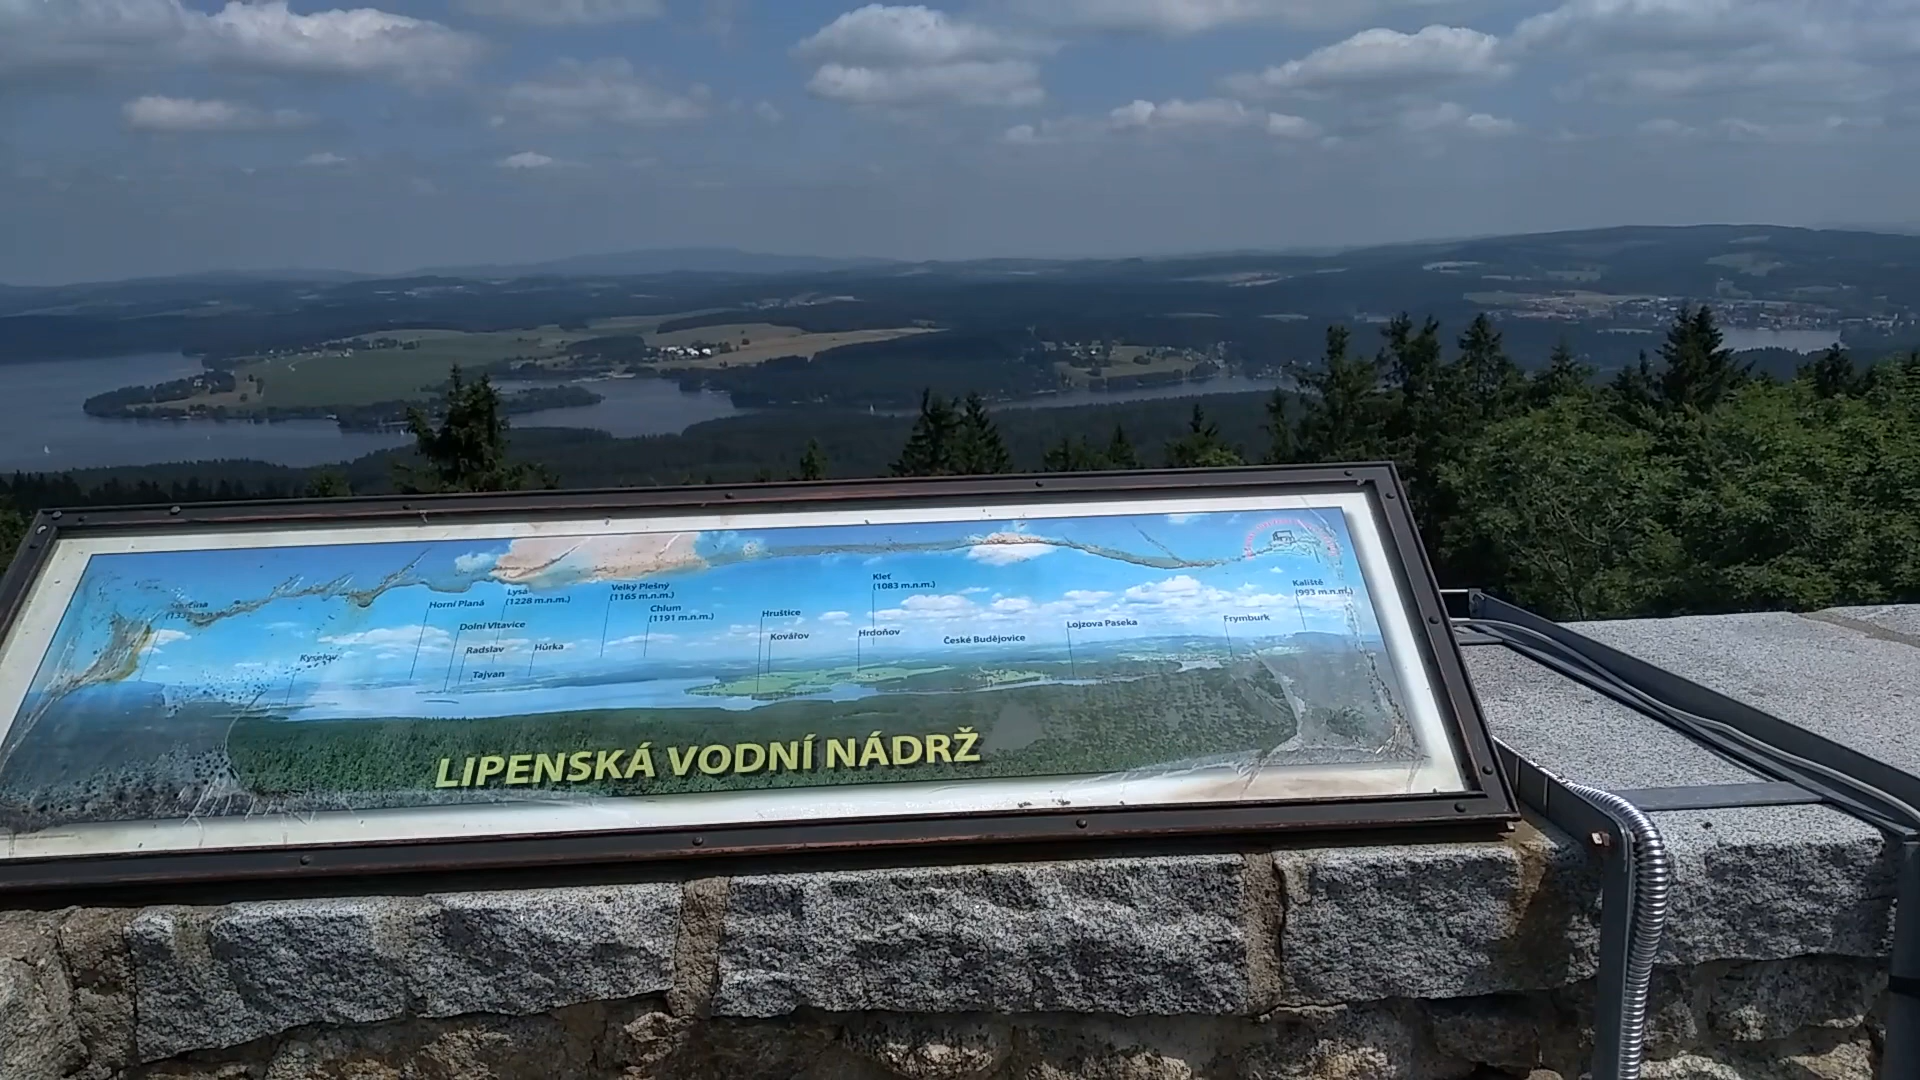 Lysá
(1228 m.n.m.)
Velký Plešný
(1165 m.n.m.)
Kleť
(1083 m.n.m.)
Kaliště
(993 m.n.m.)
Horní Planá
Chlum
(1191 m.n.m.)
Dolní Vltavice
Hruštice
Lojzova Paseka
Frymburk
Radslav
Hůrka
Kovářov
Hrdoňov
České Budějovice
Kyselov
Tajvan
LIPENSKÁ VODNÍ NÁDRŽ